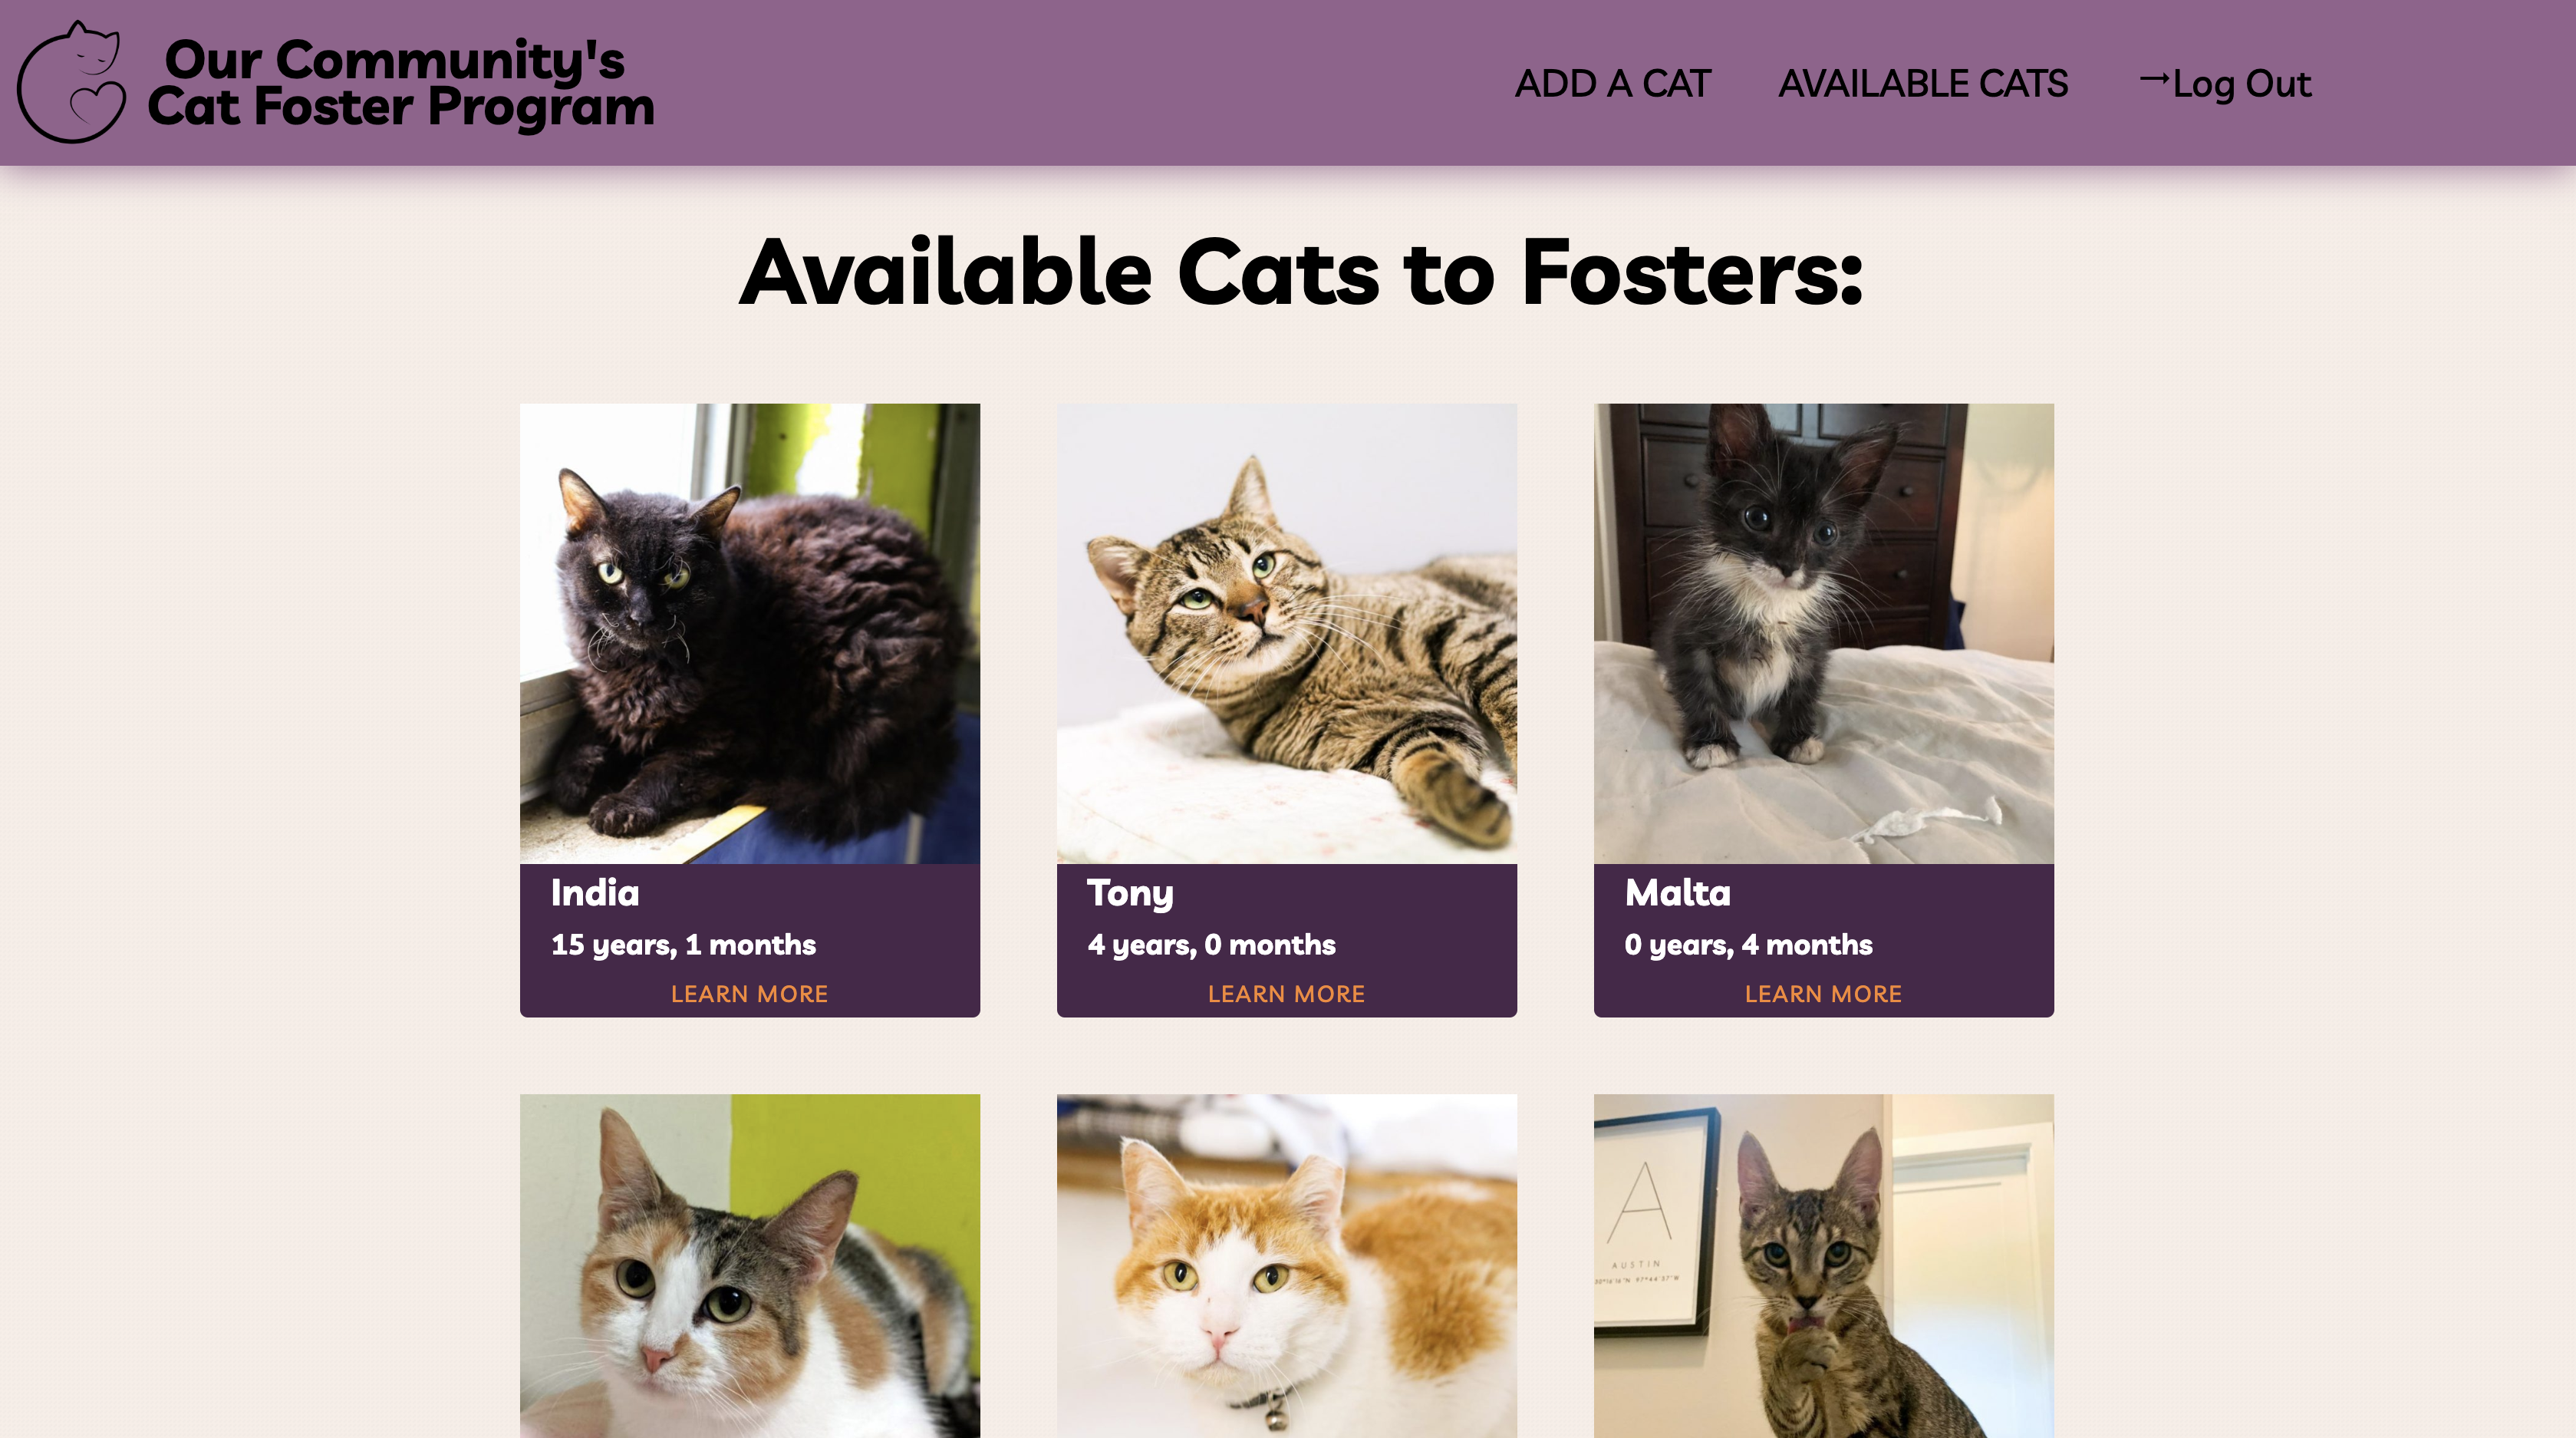 Our Community's
Cat Foster Program
ADD A CAT
AVAILABLE CATS
→Log Out
Available Cats to Fosters:
India
Tony
Malta
15 years, 1 months
4 years, 0 months
0 years, 4 months
LEARN MORE
LEARN MORE
LEARN MORE
A
AUSTIN